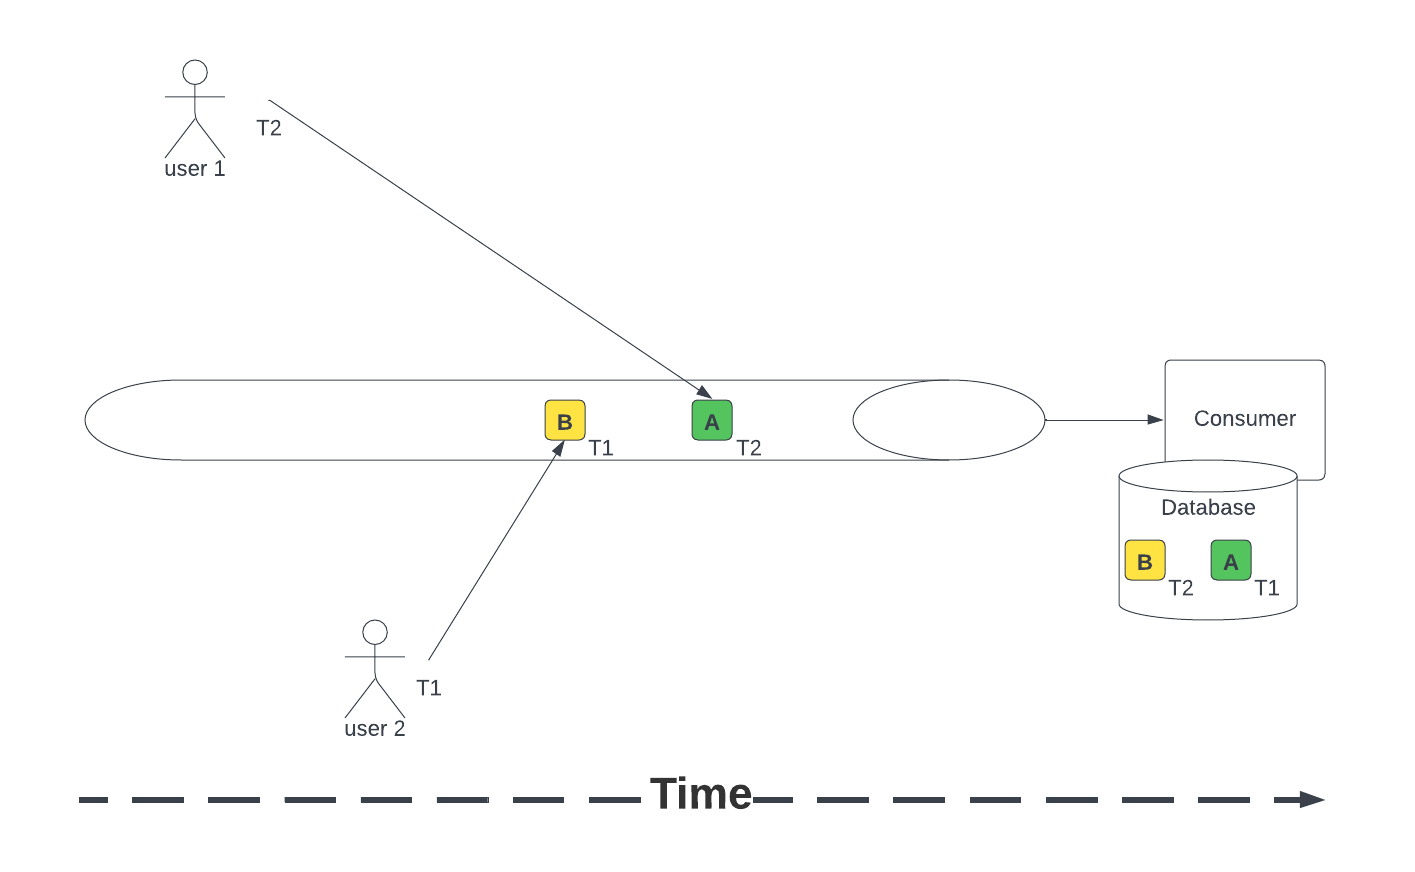 T2
user 1
B
T1
A
T2
Consumer
Database
B
T2
A
T1
T1
user 2
Time